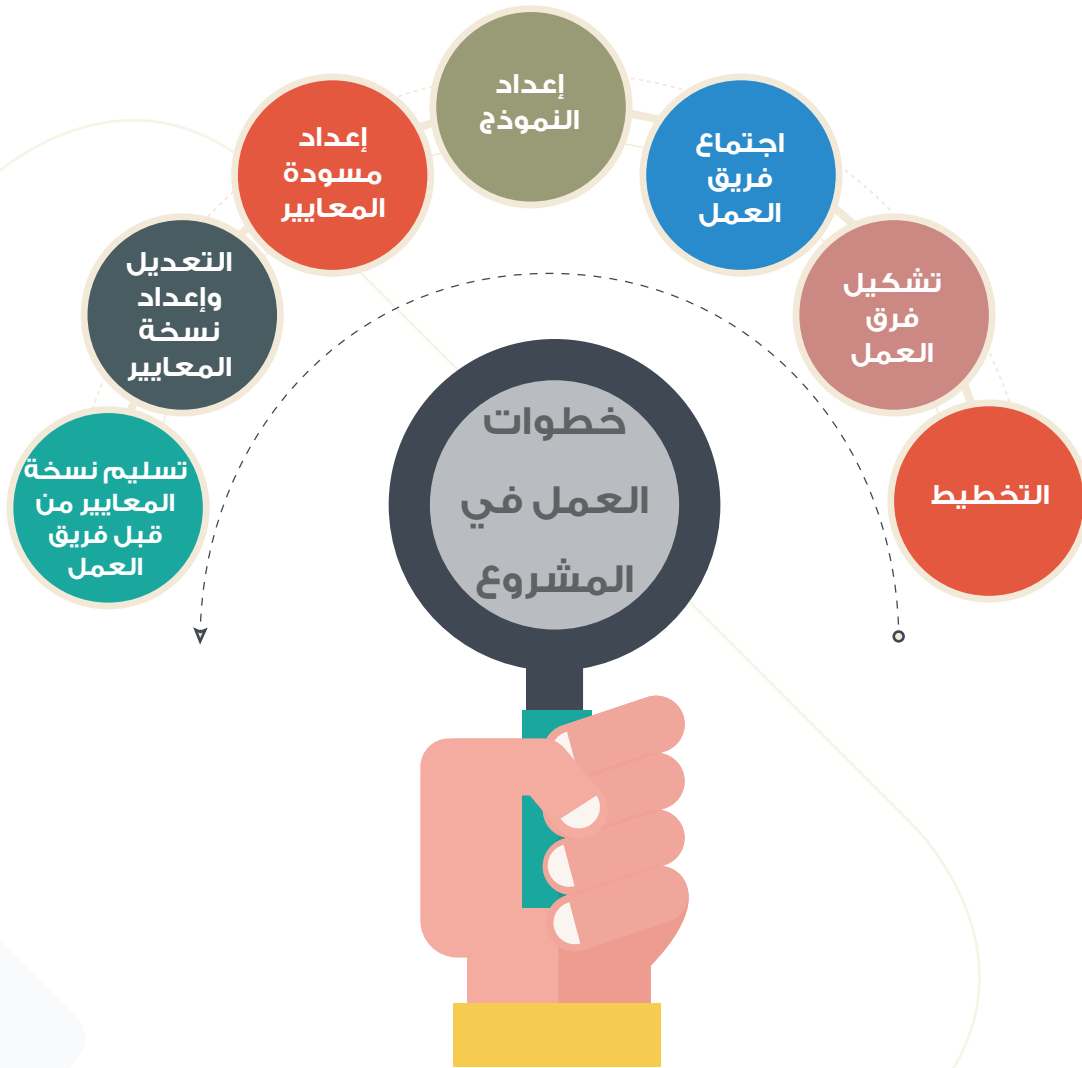 خطوات
العمل في
المشروع
التخطيط
تشكيل
فرق
العمل
اجتماع
فريق
العمل
إعداد
النموذج
إعداد
مسودة
المعايير
التعديل
وإعداد
نسخة
المعايير
تسليم نسخة
المعايير من
قبل فريق
العمل